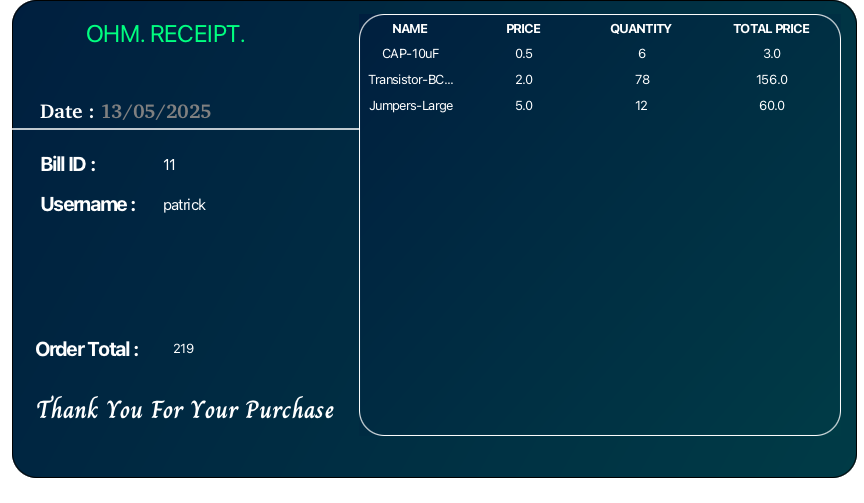 OHM. RECEIPT.
Date : 13/05/2025
Bill ID : 11
Username : patrick
Order Total : 219
Thank You For Your Purchase
NAME PRICE QUANTITY TOTAL PRICE
CAP-10uF 0.5 6 3.0
Transistor-BC... 2.0 78 156.0
Jumpers-Large 5.0 12 60.0